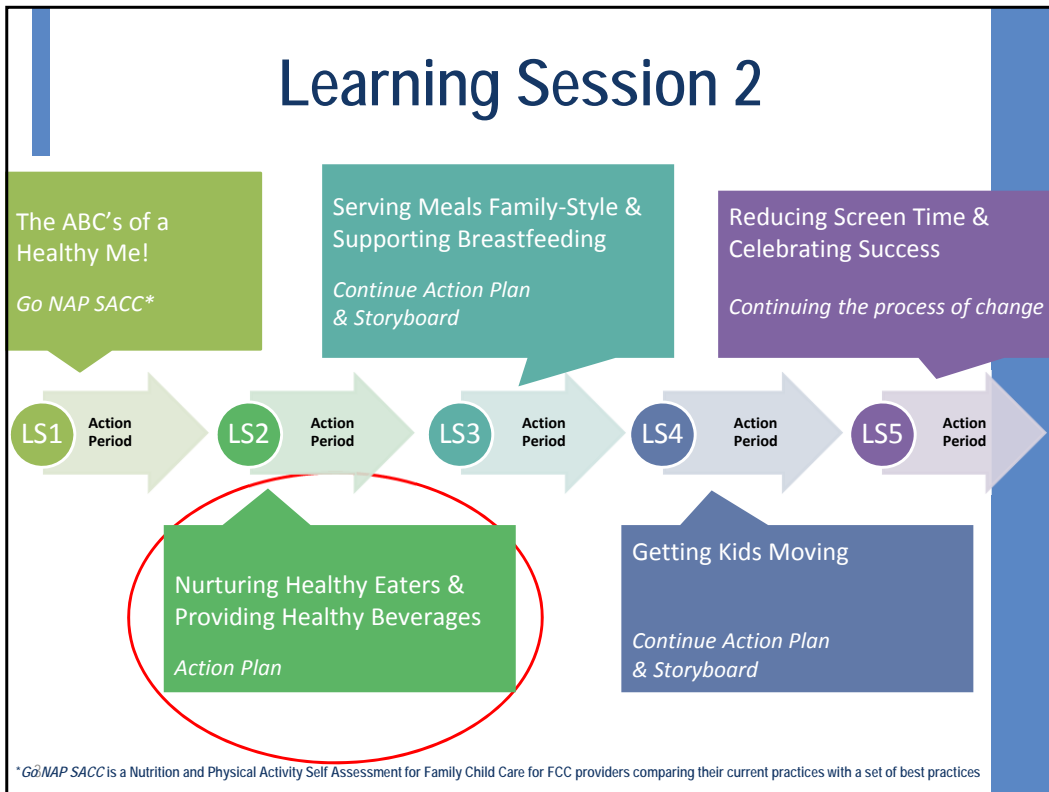 Learning Session 2
The ABC's of a
Healthy Me!
Go NAP SACC*
Serving Meals Family-Style &
Supporting Breastfeeding
Continue Action Plan
& Storyboard
Reducing Screen Time &
Celebrating Success
Continuing the process of change
LS1
Action
Period
LS2
Action
Period
LS3
Action
Period
LS4
Action
Period
LS5
Action
Period
Nurturing Healthy Eaters &
Providing Healthy Beverages
Action Plan
Getting Kids Moving
Continue Action Plan
& Storyboard
*Go NAP SACC is a Nutrition and Physical Activity Self Assessment for Family Child Care for FCC providers comparing their current practices with a set of best practices
3